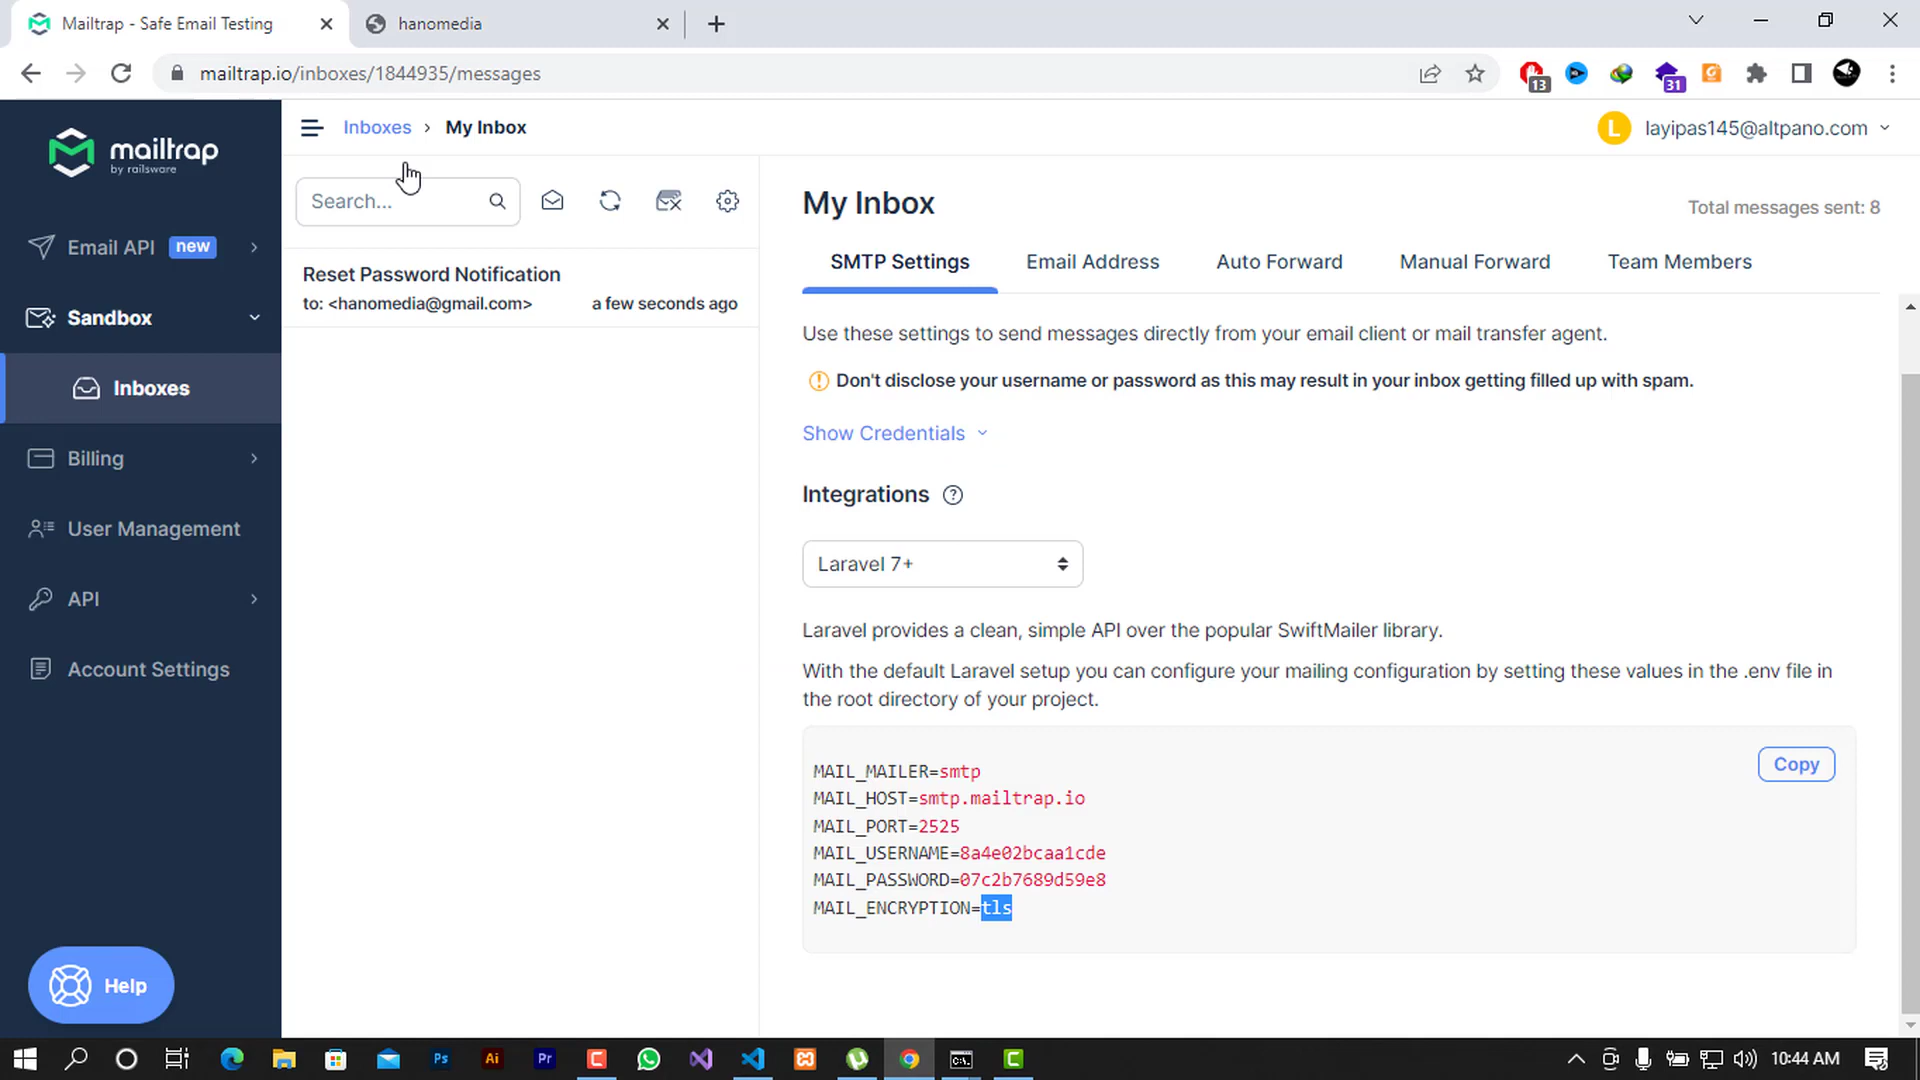 Mailtrap - Safe Email Testing
hanomedia
mailtrap.io/inboxes/1844935/messages
13
31
mailtrap
by railsware
Inboxes › My Inbox
layipas145@altpano.com
L
Search...
Email API new
Sandbox
Inboxes
Billing
User Management
API
Account Settings
Help
Reset Password Notification
to: <hanomedia@gmail.com> a few seconds ago
My Inbox
Total messages sent: 8
SMTP Settings Email Address Auto Forward Manual Forward Team Members
Use these settings to send messages directly from your email client or mail transfer agent.
Don't disclose your username or password as this may result in your inbox getting filled up with spam.
Show Credentials
Integrations ?
Laravel 7+
Laravel provides a clean, simple API over the popular SwiftMailer library.
With the default Laravel setup you can configure your mailing configuration by setting these values in the .env file in
the root directory of your project.
Copy
MAIL_MAILER=smtp
MAIL_HOST=smtp.mailtrap.io
MAIL_PORT=2525
MAIL_USERNAME=8a4e02bcaa1cde
MAIL_PASSWORD=07c2b7689d59e8
MAIL_ENCRYPTION=tls
Ps
Ai
Pr
10:44 AM